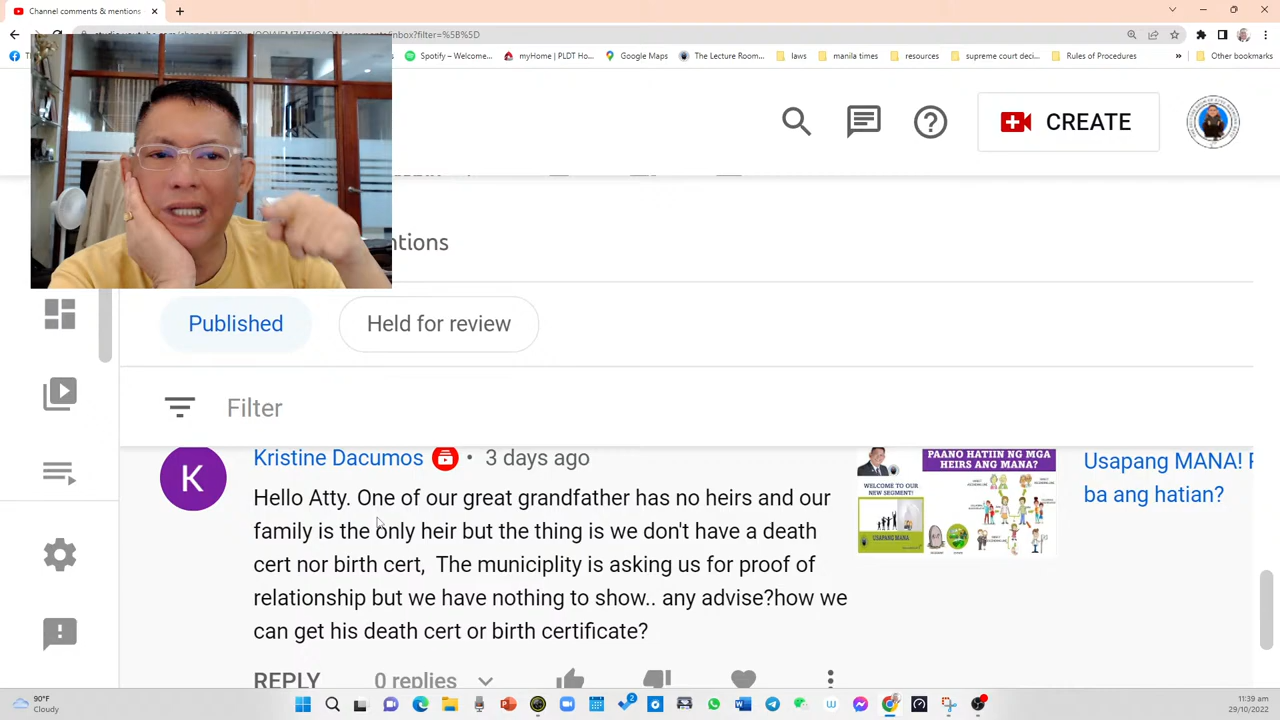 Channel comments & mentions
Spotify – Welcome...
myHome | PLDT Ho...
Google Maps
The Lecture Room...
laws
manila times
resources
supreme court deci...
Rules of Procedures
»
Other bookmarks
CREATE
ntions
Published
Held for review
Filter
Kristine Dacumos • 3 days ago
Hello Atty. One of our great grandfather has no heirs and our
family is the only heir but the thing is we don't have a death
cert nor birth cert, The municiplity is asking us for proof of
relationship but we have nothing to show.. any advise?how we
can get his death cert or birth certificate?
REPLY
0 replies
PAANO HATIIN NG MGA
HEIRS ANG MANA?
WELCOME TO OUR
NEW SEGMENT!
USAPANG MANA
Usapang MANA! P
ba ang hatian?
90°F
Cloudy
11:39 am
29/10/2022